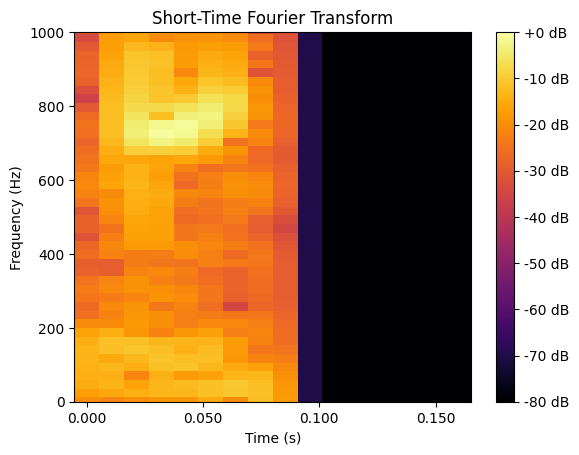 Short-Time Fourier Transform
Frequency (Hz)
1000
800
600
400
200
0
0.000
0.050
0.100
0.150
Time (s)
+0 dB
-10 dB
-20 dB
-30 dB
-40 dB
-50 dB
-60 dB
-70 dB
-80 dB